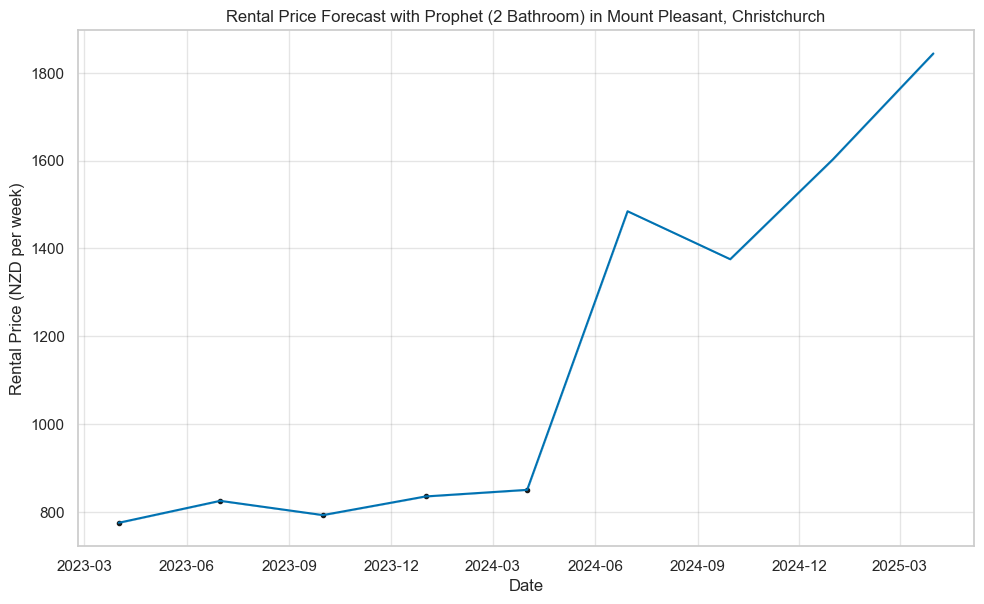 Rental Price Forecast with Prophet (2 Bathroom) in Mount Pleasant, Christchurch
Rental Price (NZD per week)
1800
1600
1400
1200
1000
800
2023-03 2023-06 2023-09 2023-12 2024-03 2024-06 2024-09 2024-12 2025-03
Date